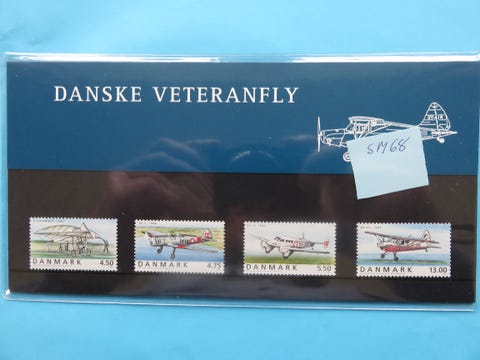 DANSKE VETERANFLY
SM68
DANMARK 4.50
DANMARK 4.75
DANMARK 5.50
DANMARK 13.00